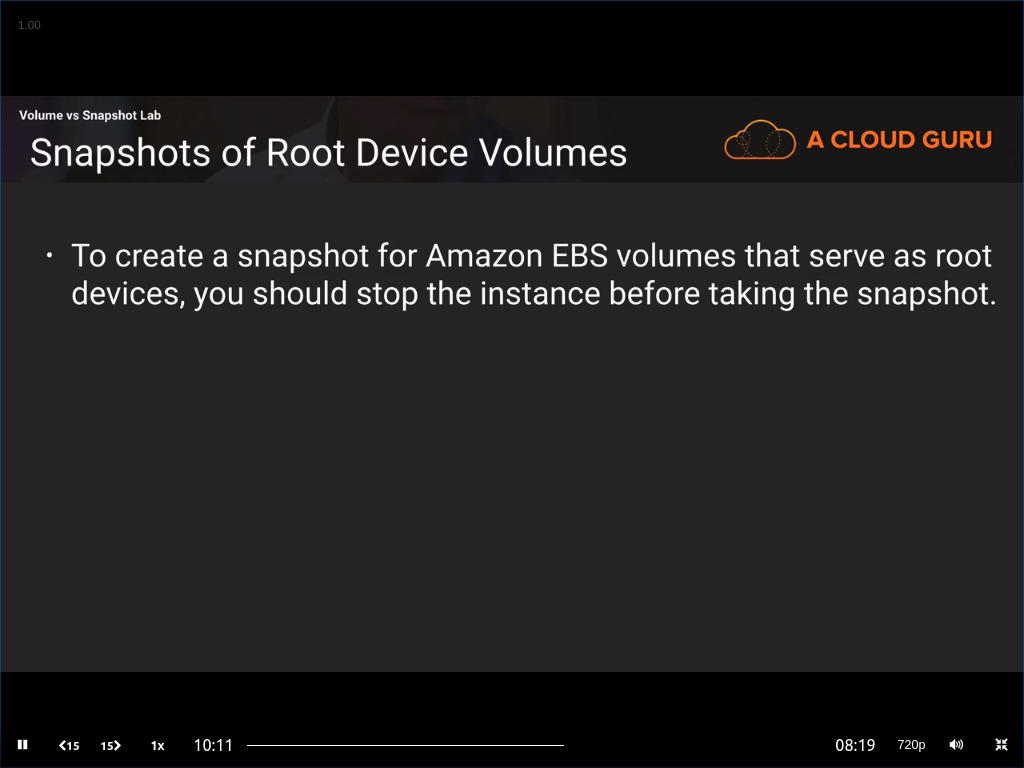 1.00
Volume vs Snapshot Lab
Snapshots of Root Device Volumes
A CLOUD GURU
• To create a snapshot for Amazon EBS volumes that serve as root
devices, you should stop the instance before taking the snapshot.
15 15 1x 10:11 08:19 720p